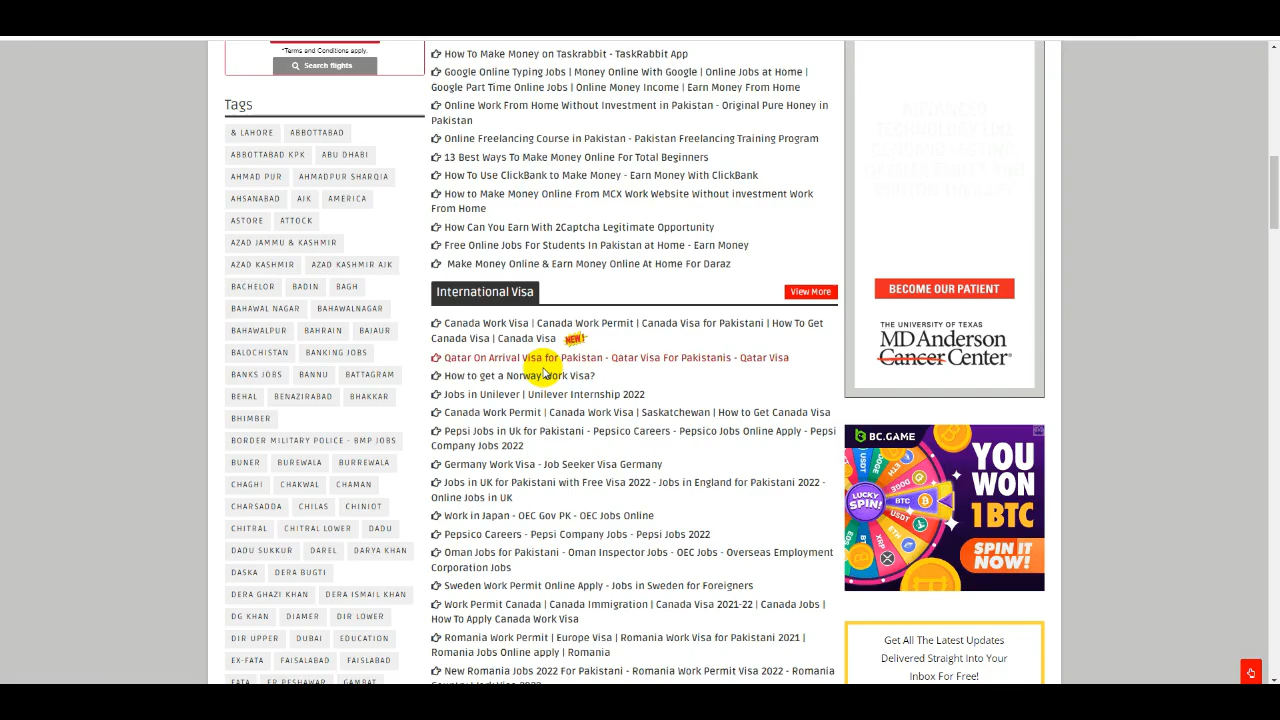 *Terms and Conditions apply.
Search flights
Tags
& LAHORE ABBOTTABAD
ABBOTTABAD KPK ABU DHABI
AHMAD PUR AHMADPUR SHARQIA
AHSANABAD AJK AMERICA
ASTORE ATTOCK
AZAD JAMMU & KASHMIR
AZAD KASHMIR AZAD KASHMIR AJK
BACHELOR BADIN BAGH
BAHAWAL NAGAR BAHAWALNAGAR
BAHAWALPUR BAHRAIN BAJAUR
BALOCHISTAN BANKING JOBS
BANKS JOBS BANNU BATTAGRAM
BEHAL BENAZIRABAD BHAKKAR
BHIMBER
BORDER MILITARY POLICE - BMP JOBS
BUNER BUREWALA BURREWALA
CHAGHI CHAKWAL CHAMAN
CHARSADDA CHILAS CHINIOT
CHITRAL CHITRAL LOWER DADU
DADU SUKKUR DAREL DARYA KHAN
DASKA DERA BUGTI
DERA GHAZI KHAN DERA ISMAIL KHAN
DG KHAN DIAMER DIR LOWER
DIR UPPER DUBAI EDUCATION
EX-FATA FAISALABAD FAISLABAD
FATA FR PESHAWAR GAMBAT
How To Make Money on Taskrabbit - TaskRabbit App
Google Online Typing Jobs | Money Online With Google | Online Jobs at Home |
Google Part Time Online Jobs | Online Money Income | Earn Money From Home
Online Work From Home Without Investment in Pakistan - Original Pure Honey in
Pakistan
Online Freelancing Course in Pakistan - Pakistan Freelancing Training Program
13 Best Ways To Make Money Online For Total Beginners
How To Use ClickBank to Make Money - Earn Money With ClickBank
How to Make Money Online From MCX Work Website Without investment Work
From Home
How Can You Earn With 2Captcha Legitimate Opportunity
Free Online Jobs For Students In Pakistan at Home - Earn Money
Make Money Online & Earn Money Online At Home For Daraz
International Visa View More
Canada Work Visa | Canada Work Permit | Canada Visa for Pakistani | How To Get
Canada Visa | Canada Visa NEW!
Qatar On Arrival Visa for Pakistan - Qatar Visa For Pakistanis - Qatar Visa
How to get a Norway Work Visa?
Jobs in Unilever | Unilever Internship 2022
Canada Work Permit | Canada Work Visa | Saskatchewan | How to Get Canada Visa
Pepsi Jobs in Uk for Pakistani - Pepsico Careers - Pepsico Jobs Online Apply - Pepsi
Company Jobs 2022
Germany Work Visa - Job Seeker Visa Germany
Jobs in UK for Pakistani with Free Visa 2022 - Jobs in England for Pakistani 2022 -
Online Jobs in UK
Work in Japan - OEC Gov PK - OEC Jobs Online
Pepsico Careers - Pepsi Company Jobs - Pepsi Jobs 2022
Oman Jobs for Pakistani - Oman Inspector Jobs - OEC Jobs - Overseas Employment
Corporation Jobs
Sweden Work Permit Online Apply - Jobs in Sweden for Foreigners
Work Permit Canada | Canada Immigration | Canada Visa 2021-22 | Canada Jobs |
How To Apply Canada Work Visa
Romania Work Permit | Europe Visa | Romania Work Visa for Pakistani 2021 |
Romania Jobs Online apply | Romania
New Romania Jobs 2022 For Pakistani - Romania Work Permit Visa 2022 - Romania
BECOME OUR PATIENT
THE UNIVERSITY OF TEXAS
MD Anderson
Cancer Center
BC.GAME
YOU
WON
1BTC
SPIN IT
NOW!
LUCKY
SPIN!
USDT
DOGE
ETH
BTC
USDT
XRP
Get All The Latest Updates
Delivered Straight Into Your
Inbox For Free!